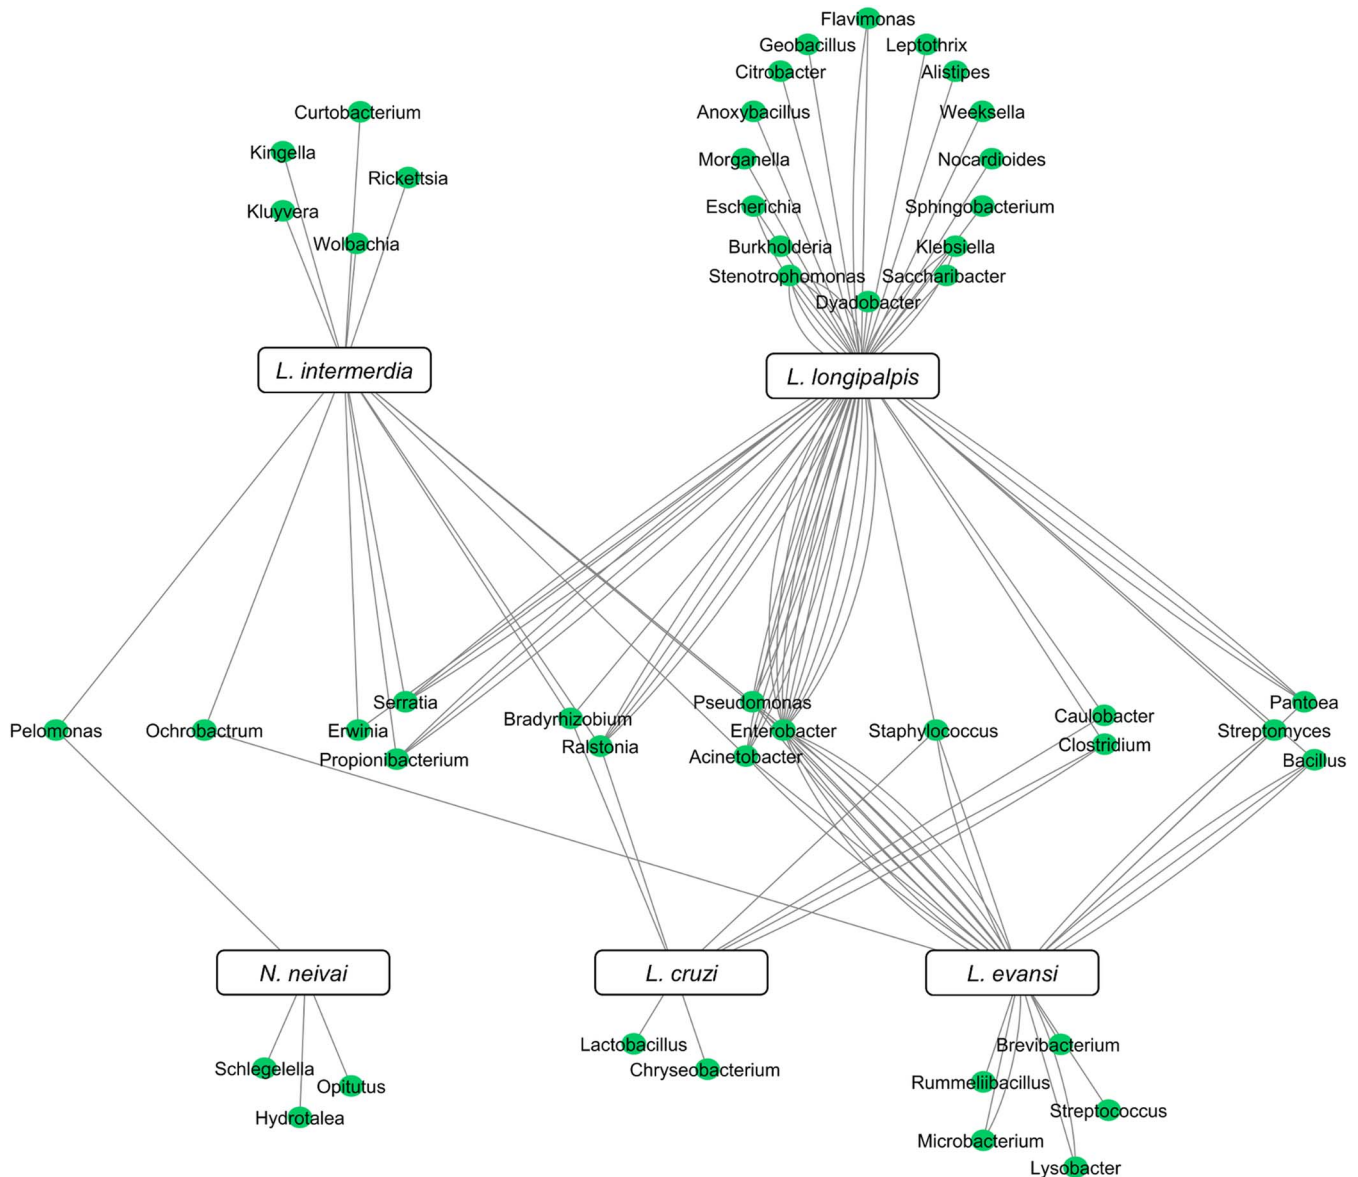 Flavimonas
Geobacillus
Leptothrix
Citrobacter
Alistipes
Curtobacterium
Anoxybacillus
Weeksella
Kingella
Morganella
Nocardioides
Rickettsia
Kluyvera
Escherichia
Sphingobacterium
Wolbachia
Burkholderia
Klebsiella
Stenotrophomonas
Saccharibacter
Dyadobacter
L. intermerdia
L. longipalpis
Serratia
Pseudomonas
Pantoea
Bradyrhizobium
Caulobacter
Pelomonas
Ochrobactrum
Erwinia
Enterobacter
Staphylococcus
Streptomyces
Ralstonia
Clostridium
Propionibacterium
Acinetobacter
Bacillus
N. neivai
L. cruzi
L. evansi
Lactobacillus
Brevibacterium
Schlegelella
Chryseobacterium
Opitutus
Rummeliibacillus
Hydrotalea
Streptococcus
Microbacterium
Lysobacter